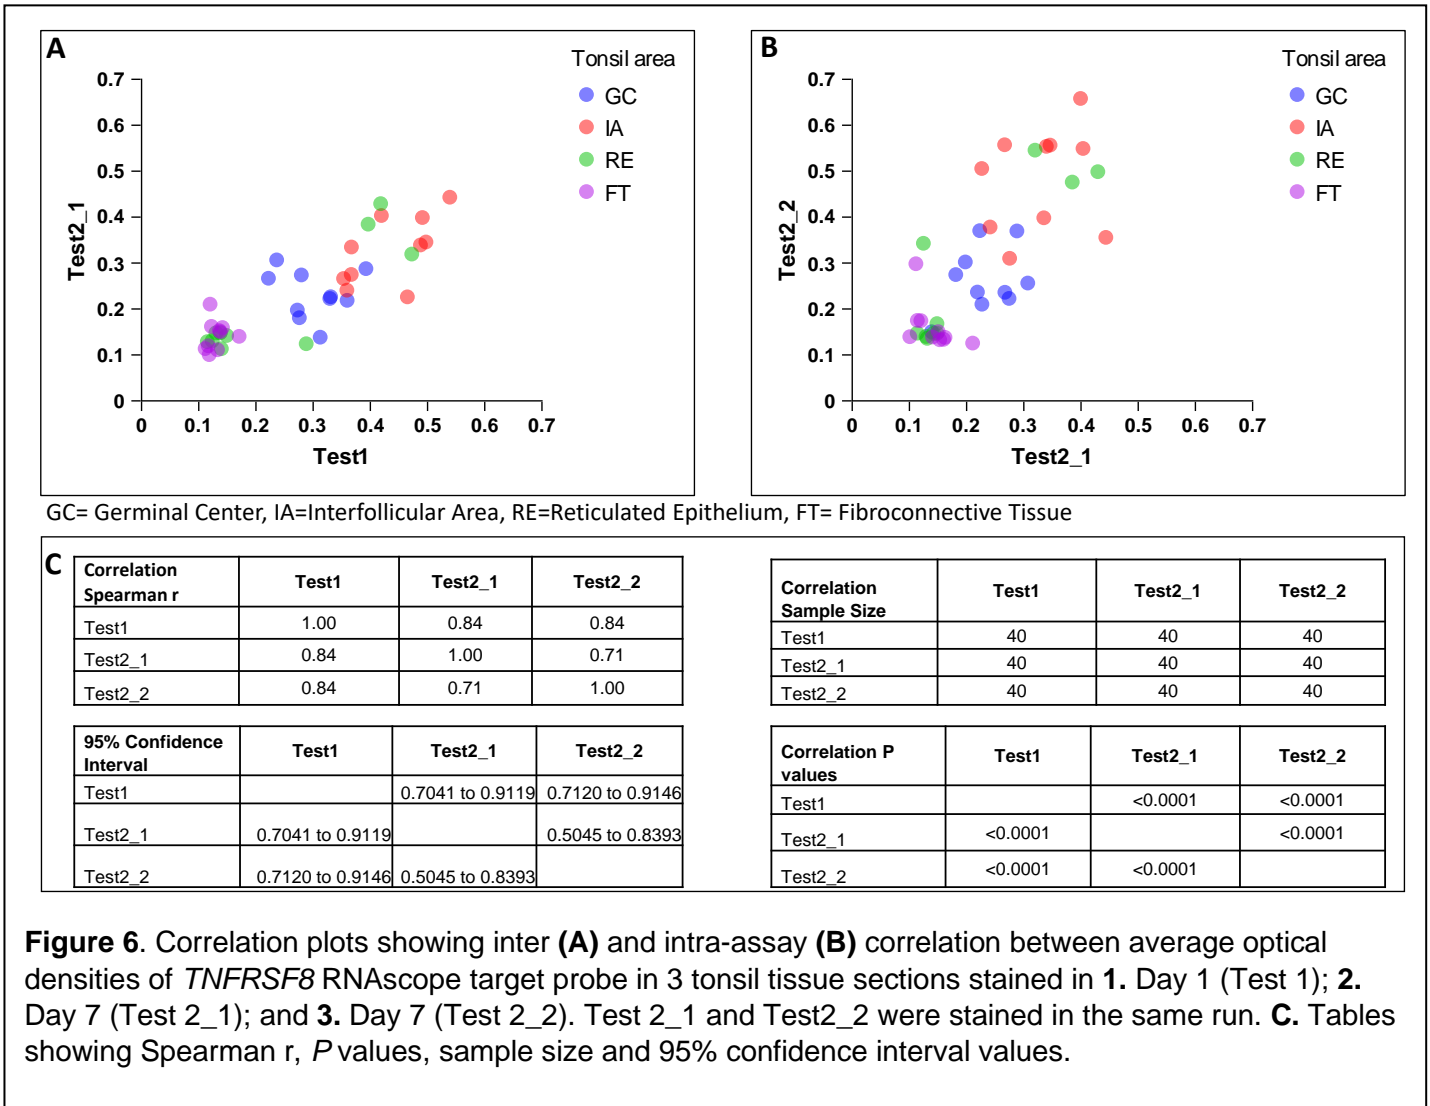 A
Tonsil area
GC
IA
RE
FT
0.7
0.6
0.5
0.4
0.3
0.2
0.1
0
Test2_1
0 0.1 0.2 0.3 0.4 0.5 0.6 0.7
Test1
B
Tonsil area
GC
IA
RE
FT
0.7
0.6
0.5
0.4
0.3
0.2
0.1
0
Test2_2
0 0.1 0.2 0.3 0.4 0.5 0.6 0.7
Test2_1
GC= Germinal Center, IA=Interfollicular Area, RE=Reticulated Epithelium, FT= Fibroconnective Tissue
C
Correlation
Spearman r Test1 Test2_1 Test2_2
Test1 1.00 0.84 0.84
Test2_1 0.84 1.00 0.71
Test2_2 0.84 0.71 1.00
Correlation
Sample Size Test1 Test2_1 Test2_2
Test1 40 40 40
Test2_1 40 40 40
Test2_2 40 40 40
95% Confidence
Interval Test1 Test2_1 Test2_2
Test1 0.7041 to 0.9119 0.7120 to 0.9146
Test2_1 0.7041 to 0.9119 0.5045 to 0.8393
Test2_2 0.7120 to 0.9146 0.5045 to 0.8393
Correlation P
values Test1 Test2_1 Test2_2
Test1 <0.0001 <0.0001
Test2_1 <0.0001 <0.0001
Test2_2 <0.0001 <0.0001
Figure 6. Correlation plots showing inter (A) and intra-assay (B) correlation between average optical
densities of TNFRSF8 RNAscope target probe in 3 tonsil tissue sections stained in 1. Day 1 (Test 1); 2.
Day 7 (Test 2_1); and 3. Day 7 (Test 2_2). Test 2_1 and Test2_2 were stained in the same run. C. Tables
showing Spearman r, P values, sample size and 95% confidence interval values.